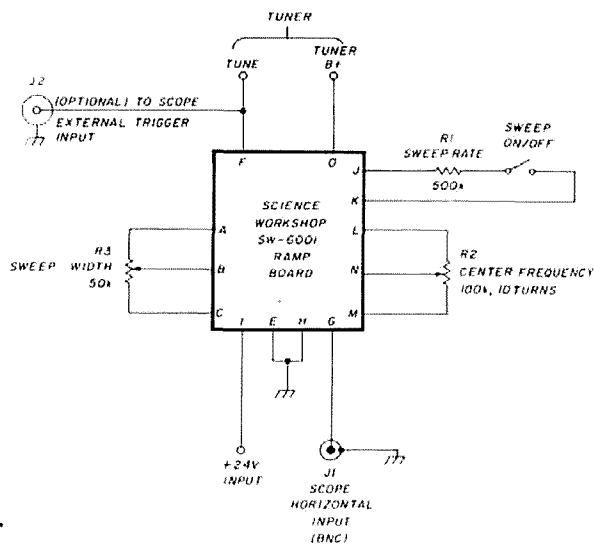 TUNER
TUNE
TUNER
B+
J2
(OPTIONAL) TO SCOPE
EXTERNAL TRIGGER
INPUT
F
O
J
R1
SWEEP RATE
500k
SWEEP
ON/OFF
K
SCIENCE
WORKSHOP
SW-6001
RAMP
BOARD
A
L
R3
SWEEP WIDTH
50k
B
N
R2
CENTER FREQUENCY
100k, 10 TURNS
C
M
I
E
H
G
+24V
INPUT
J1
SCOPE
HORIZONTAL
INPUT
(BNC)